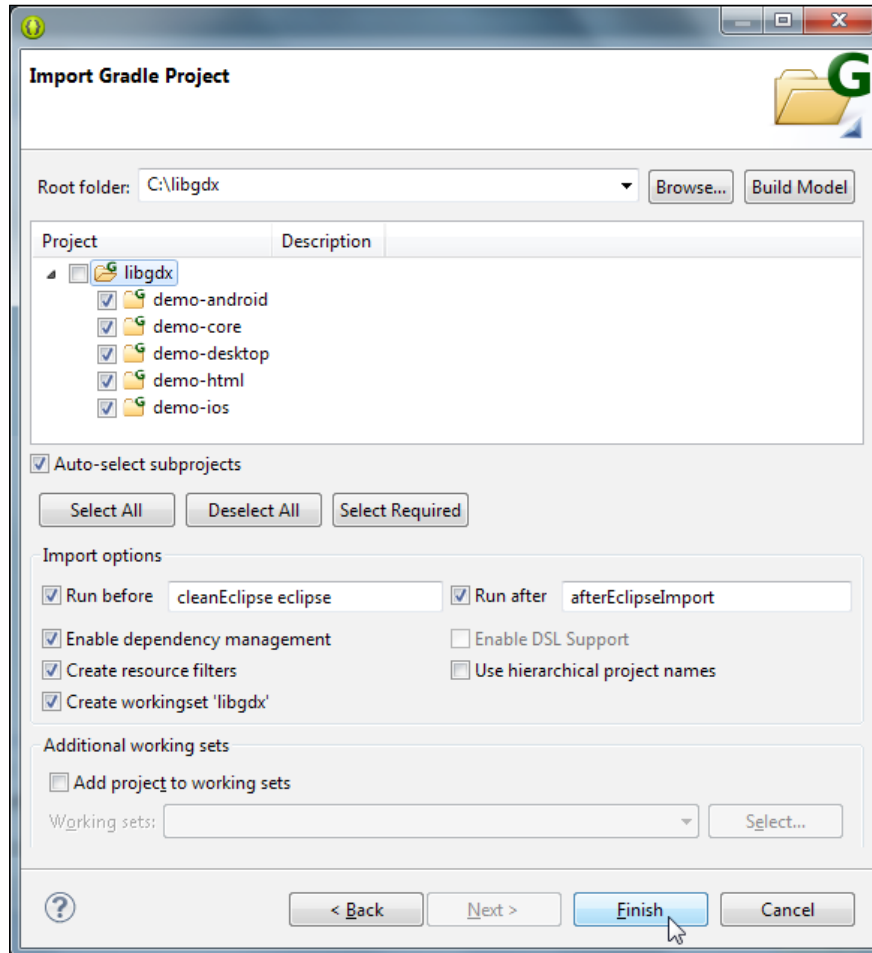 Import Gradle Project
G
Root folder: C:\libgdx Browse... Build Model
Project Description
libgdx
demo-android
demo-core
demo-desktop
demo-html
demo-ios
Auto-select subprojects
Select All Deselect All Select Required
Import options
Run before cleanEclipse eclipse Run after afterEclipseImport
Enable dependency management Enable DSL Support
Create resource filters Use hierarchical project names
Create workingset 'libgdx'
Additional working sets
Add project to working sets
Working sets: Select...
? < Back Next > Finish Cancel